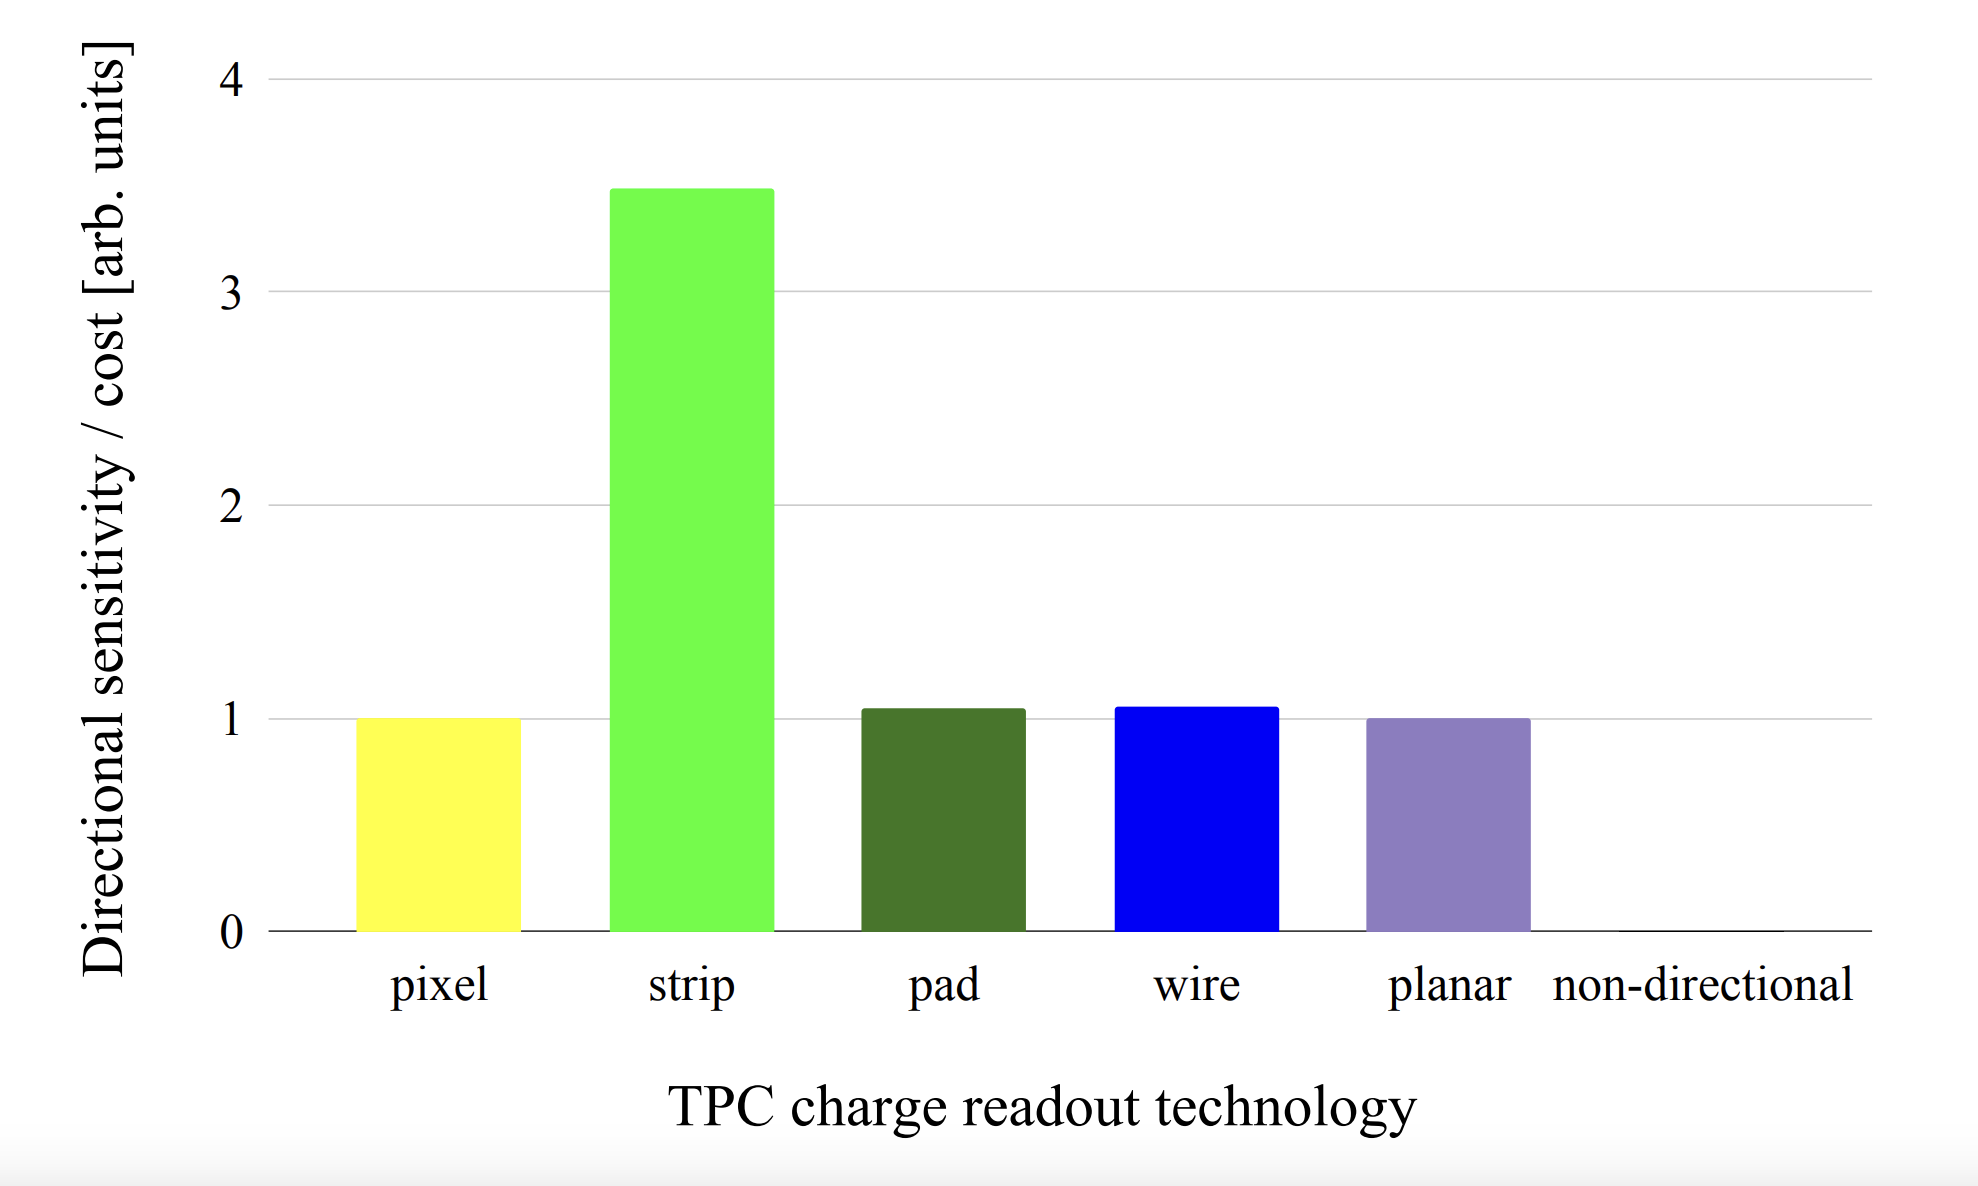 Directional sensitivity / cost [arb. units]
4
3
2
1
0
pixel strip pad wire planar non-directional
TPC charge readout technology